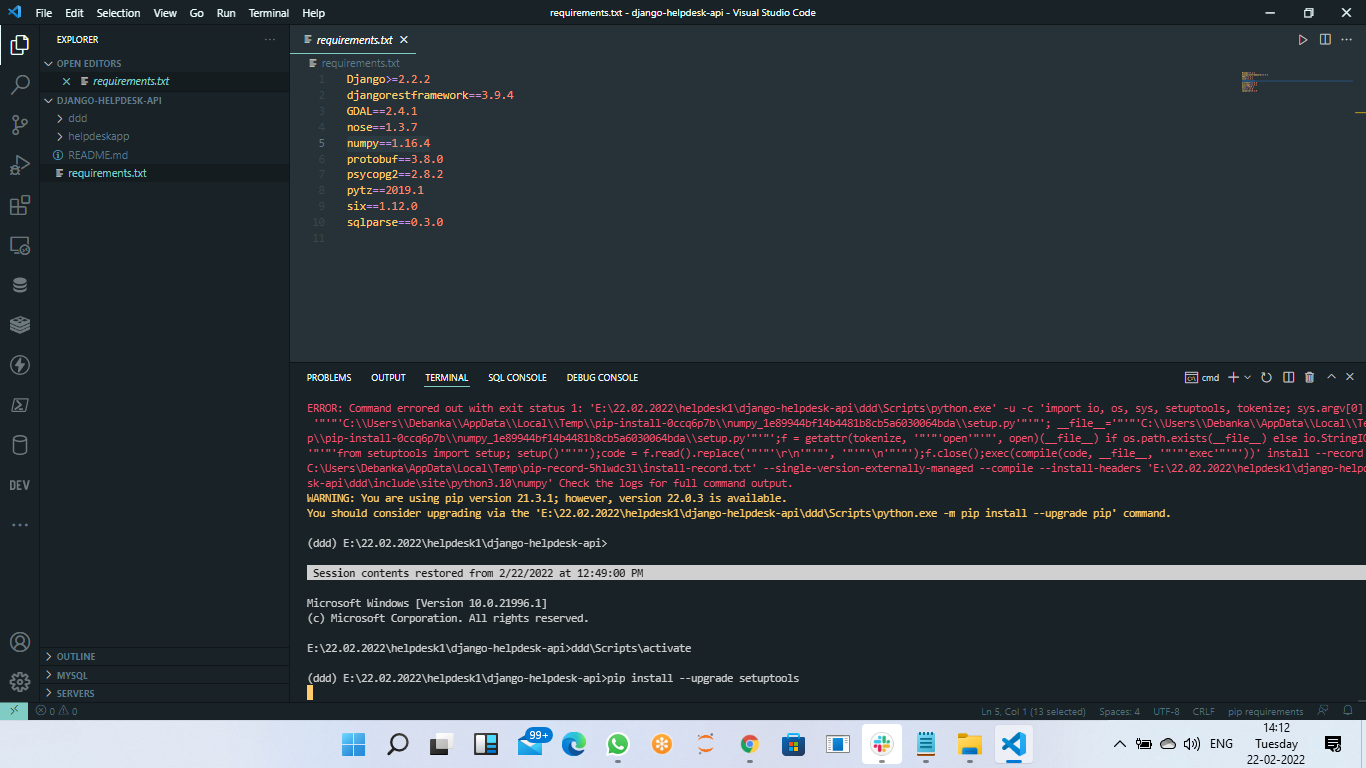 File Edit Selection View Go Run Terminal Help
requirements.txt - django-helpdesk-api - Visual Studio Code
EXPLORER
OPEN EDITORS
requirements.txt
DJANGO-HELPDESK-API
ddd
helpdeskapp
README.md
requirements.txt
requirements.txt
requirements.txt
1 Django>=2.2.2
2 djangorestframework==3.9.4
3 GDAL==2.4.1
4 nose==1.3.7
5 numpy==1.16.4
6 protobuf==3.8.0
7 psycopg2==2.8.2
8 pytz==2019.1
9 six==1.12.0
10 sqlparse==0.3.0
11
PROBLEMS OUTPUT TERMINAL SQL CONSOLE DEBUG CONSOLE
cmd
ERROR: Command errored out with exit status 1: 'E:\22.02.2022\helpdesk1\django-helpdesk-api\ddd\Scripts\python.exe' -u -c 'import io, os, sys, setuptools, tokenize; sys.argv[0]
'"'"'C:\\Users\\Debanka\\AppData\\Local\\Temp\\pip-install-0ccq6p7b\\numpy_1e89944bf14b4481b8cb5a6030064bda\\setup.py'"'"'; __file__='"'"'C:\\Users\\Debanka\\AppData\\Local\\Te
p\\pip-install-0ccq6p7b\\numpy_1e89944bf14b4481b8cb5a6030064bda\\setup.py'"'"';f = getattr(tokenize, '"'"'open'"'"', open)(__file__) if os.path.exists(__file__) else io.StringIO
'"'"'from setuptools import setup; setup()'"'"');code = f.read().replace('"'"'\r\n'"'"', '"'"'\n'"'"');f.close();exec(compile(code, __file__, '"'"'exec'"'"'))' install --record
C:\Users\Debanka\AppData\Local\Temp\pip-record-5hlwdc3l\install-record.txt' --single-version-externally-managed --compile --install-headers 'E:\22.02.2022\helpdesk1\django-helpd
sk-api\ddd\include\site\python3.10\numpy' Check the logs for full command output.
WARNING: You are using pip version 21.3.1; however, version 22.0.3 is available.
You should consider upgrading via the 'E:\22.02.2022\helpdesk1\django-helpdesk-api\ddd\Scripts\python.exe -m pip install --upgrade pip' command.
(ddd) E:\22.02.2022\helpdesk1\django-helpdesk-api>
Session contents restored from 2/22/2022 at 12:49:00 PM
Microsoft Windows [Version 10.0.21996.1]
(c) Microsoft Corporation. All rights reserved.
E:\22.02.2022\helpdesk1\django-helpdesk-api>ddd\Scripts\activate
(ddd) E:\22.02.2022\helpdesk1\django-helpdesk-api>pip install --upgrade setuptools
DEV
OUTLINE
MYSQL
SERVERS
0 0
Ln 5, Col 1 (13 selected) Spaces: 4 UTF-8 CRLF pip requirements
99+
ENG
14:12
Tuesday
22-02-2022